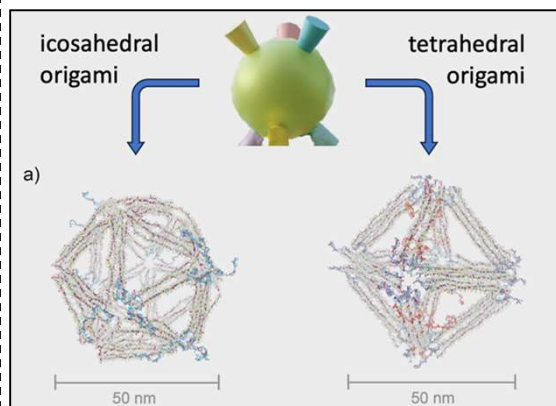 icosahedral
origami
tetrahedral
origami
a)
50 nm
50 nm